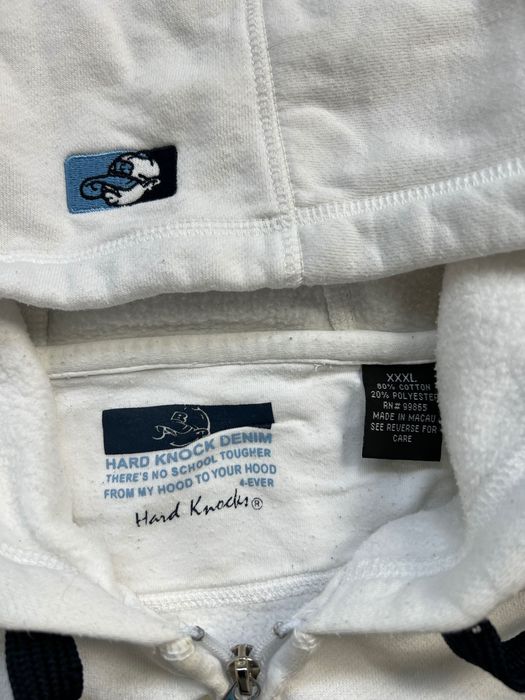 HARD KNOCK DENIM
THERE'S NO SCHOOL TOUGHER
FROM MY HOOD TO YOUR HOOD
4-EVER
Hard Knocks®
XXXL
80% COTTON
20% POLYESTER
RN# 99865
MADE IN MACAU
SEE REVERSE FOR
CARE